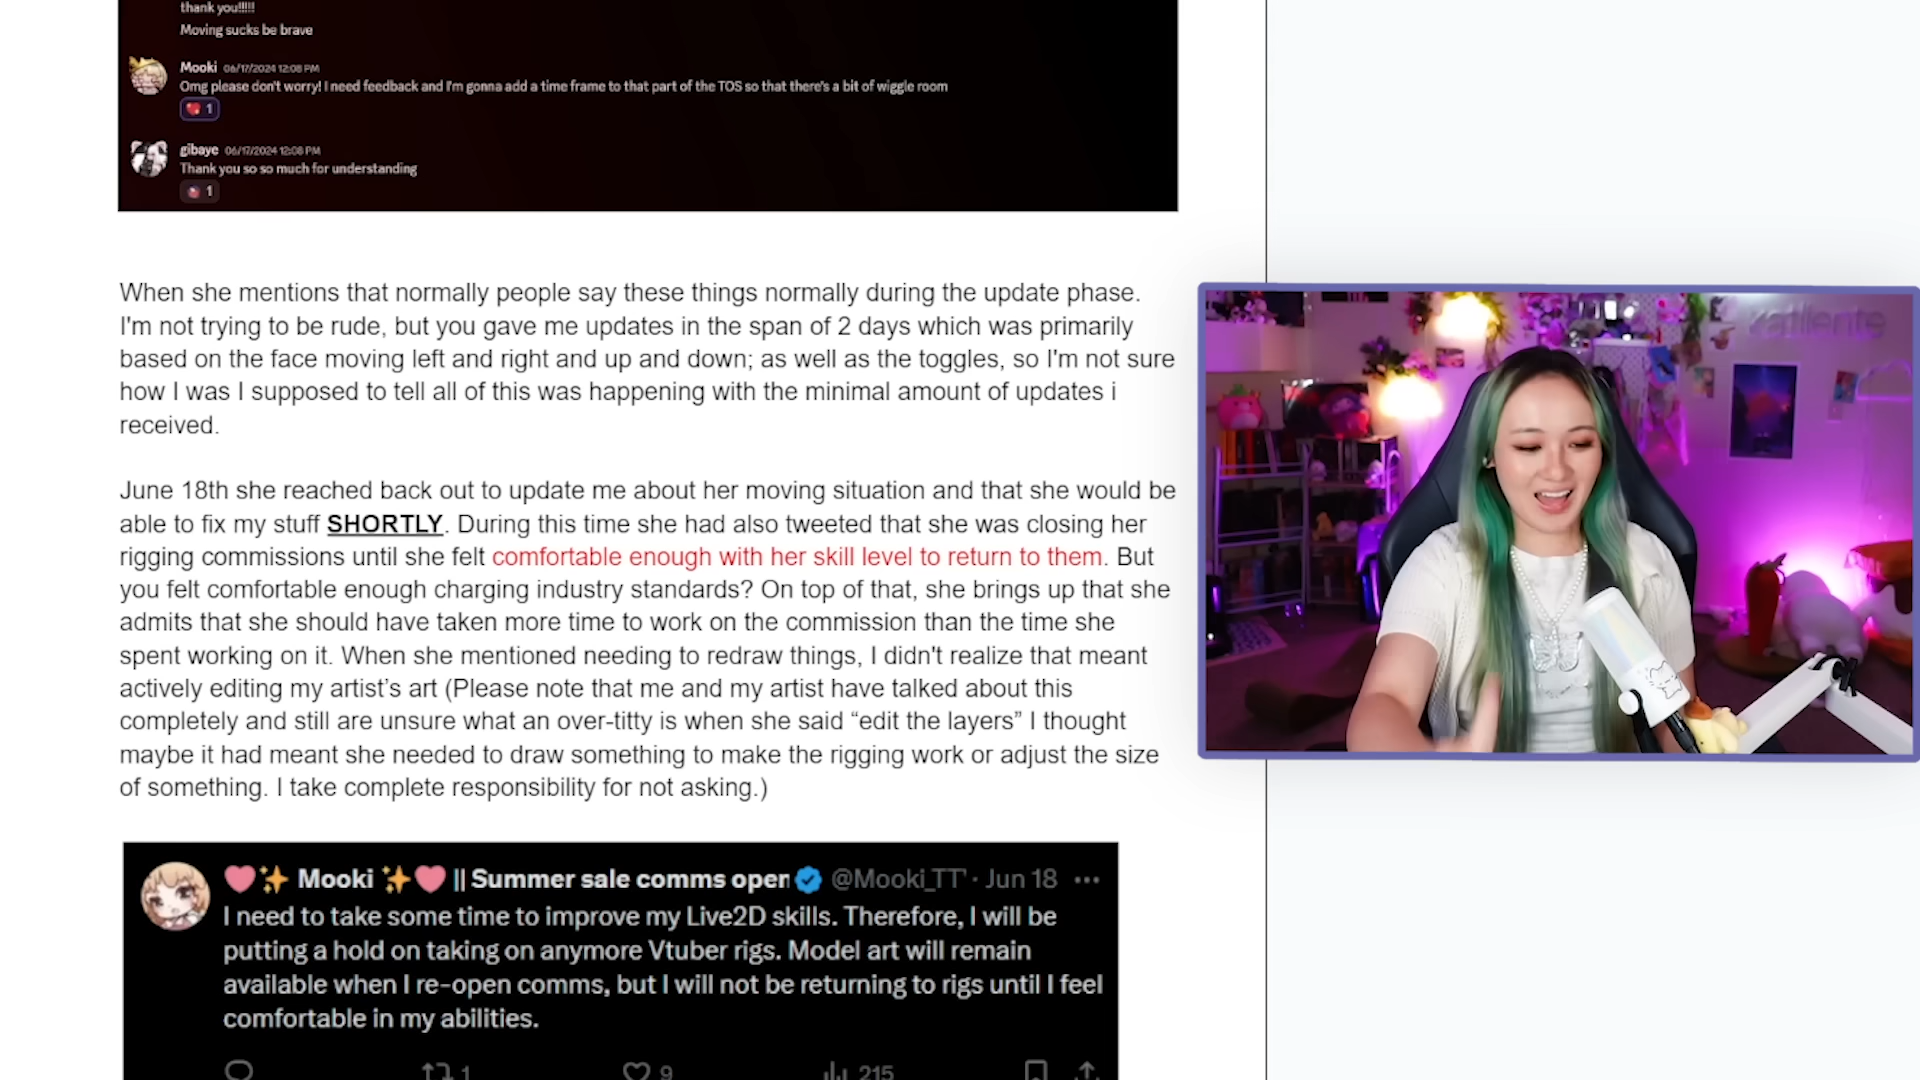 thank you!!!!!
Moving sucks be brave
Mooki 06/17/2024 12:08 PM
Omg please don't worry! I need feedback and I'm gonna add a time frame to that part of the TOS so that there's a bit of wiggle room
1
gibaye 06/17/2024 12:08 PM
Thank you so so much for understanding
1
When she mentions that normally people say these things normally during the update phase.
I'm not trying to be rude, but you gave me updates in the span of 2 days which was primarily
based on the face moving left and right and up and down; as well as the toggles, so I'm not sure
how I was I supposed to tell all of this was happening with the minimal amount of updates i
received.
June 18th she reached back out to update me about her moving situation and that she would be
able to fix my stuff SHORTLY. During this time she had also tweeted that she was closing her
rigging commissions until she felt comfortable enough with her skill level to return to them. But
you felt comfortable enough charging industry standards? On top of that, she brings up that she
admits that she should have taken more time to work on the commission than the time she
spent working on it. When she mentioned needing to redraw things, I didn't realize that meant
actively editing my artist’s art (Please note that me and my artist have talked about this
completely and still are unsure what an over-titty is when she said “edit the layers” I thought
maybe it had meant she needed to draw something to make the rigging work or adjust the size
of something. I take complete responsibility for not asking.)
Mooki || Summer sale comms open @Mooki_TT · Jun 18
I need to take some time to improve my Live2D skills. Therefore, I will be
putting a hold on taking on anymore Vtuber rigs. Model art will remain
available when I re-open comms, but I will not be returning to rigs until I feel
comfortable in my abilities.
1 9 215